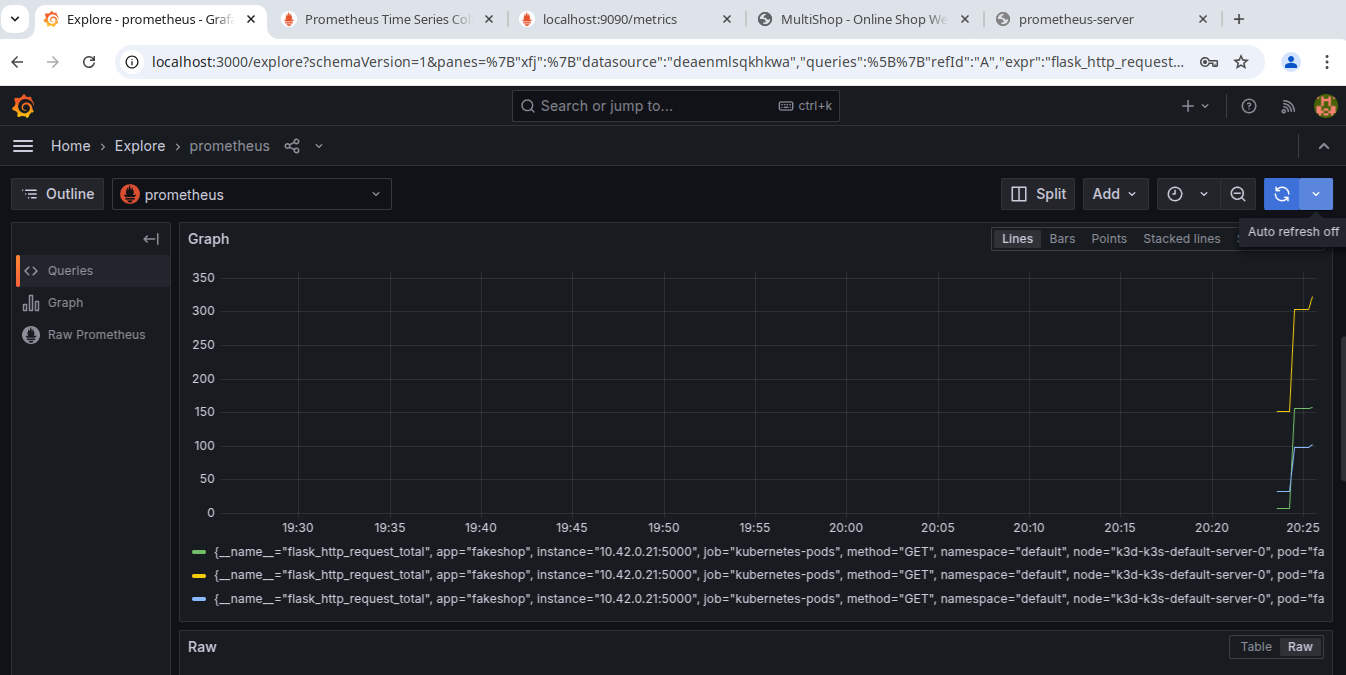 Explore - prometheus - Grafa
Prometheus Time Series Col
localhost:9090/metrics
MultiShop - Online Shop We
prometheus-server
localhost:3000/explore?schemaVersion=1&panes=%7B"xfj":%7B"datasource":"deaenmlsqkhkwa","queries":%5B%7B"refId":"A","expr":"flask_http_request...
Search or jump to...
ctrl+k
Home › Explore › prometheus
Outline
prometheus
Split
Add
Auto refresh off
Queries
Graph
Raw Prometheus
Graph
Lines
Bars
Points
Stacked lines
350
300
250
200
150
100
50
0
19:30
19:35
19:40
19:45
19:50
19:55
20:00
20:05
20:10
20:15
20:20
20:25
{__name__="flask_http_request_total", app="fakeshop", instance="10.42.0.21:5000", job="kubernetes-pods", method="GET", namespace="default", node="k3d-k3s-default-server-0", pod="fa
{__name__="flask_http_request_total", app="fakeshop", instance="10.42.0.21:5000", job="kubernetes-pods", method="GET", namespace="default", node="k3d-k3s-default-server-0", pod="fa
{__name__="flask_http_request_total", app="fakeshop", instance="10.42.0.21:5000", job="kubernetes-pods", method="GET", namespace="default", node="k3d-k3s-default-server-0", pod="fa
Raw
Table
Raw